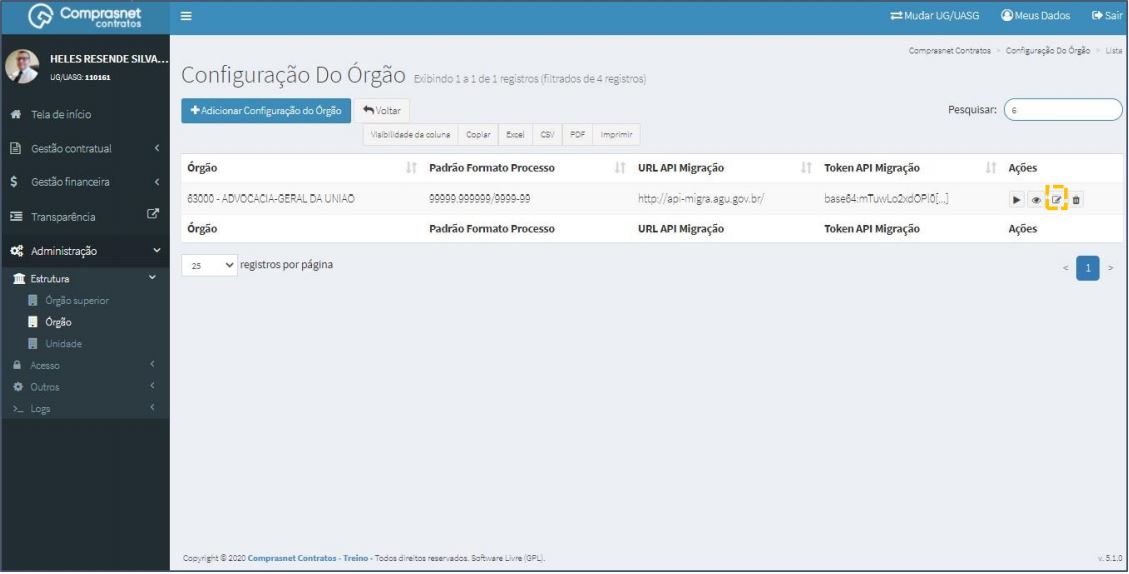 Comprasnet
contratos
Mudar UG/UASG
Meus Dados
Sair
HELES RESENDE SILVA...
UG/UASG: 110161
Comprasnet Contratos > Configuração Do Órgão > Lista
Configuração Do Órgão Exibindo 1 a 1 de 1 registros (filtrados de 4 registros)
Tela de início
Gestão contratual
Gestão financeira
Transparência
Administração
Estrutura
Órgão superior
Órgão
Unidade
Acesso
Outros
Logs
+Adicionar Configuração do Órgão
Voltar
Pesquisar: 6
Visibilidade da coluna Copiar Excel CSV PDF Imprimir
Órgão Padrão Formato Processo URL API Migração Token API Migração Ações
63000 - ADVOCACIA-GERAL DA UNIAO 99999.999999/9999-99 http://api-migra.agu.gov.br/ base64:mTuwLo2xdOPl0[...]
Órgão Padrão Formato Processo URL API Migração Token API Migração Ações
25 registros por página
< 1 >
Copyright © 2020 Comprasnet Contratos - Treino - Todos direitos reservados. Software Livre (GPL).
v. 5.1.0